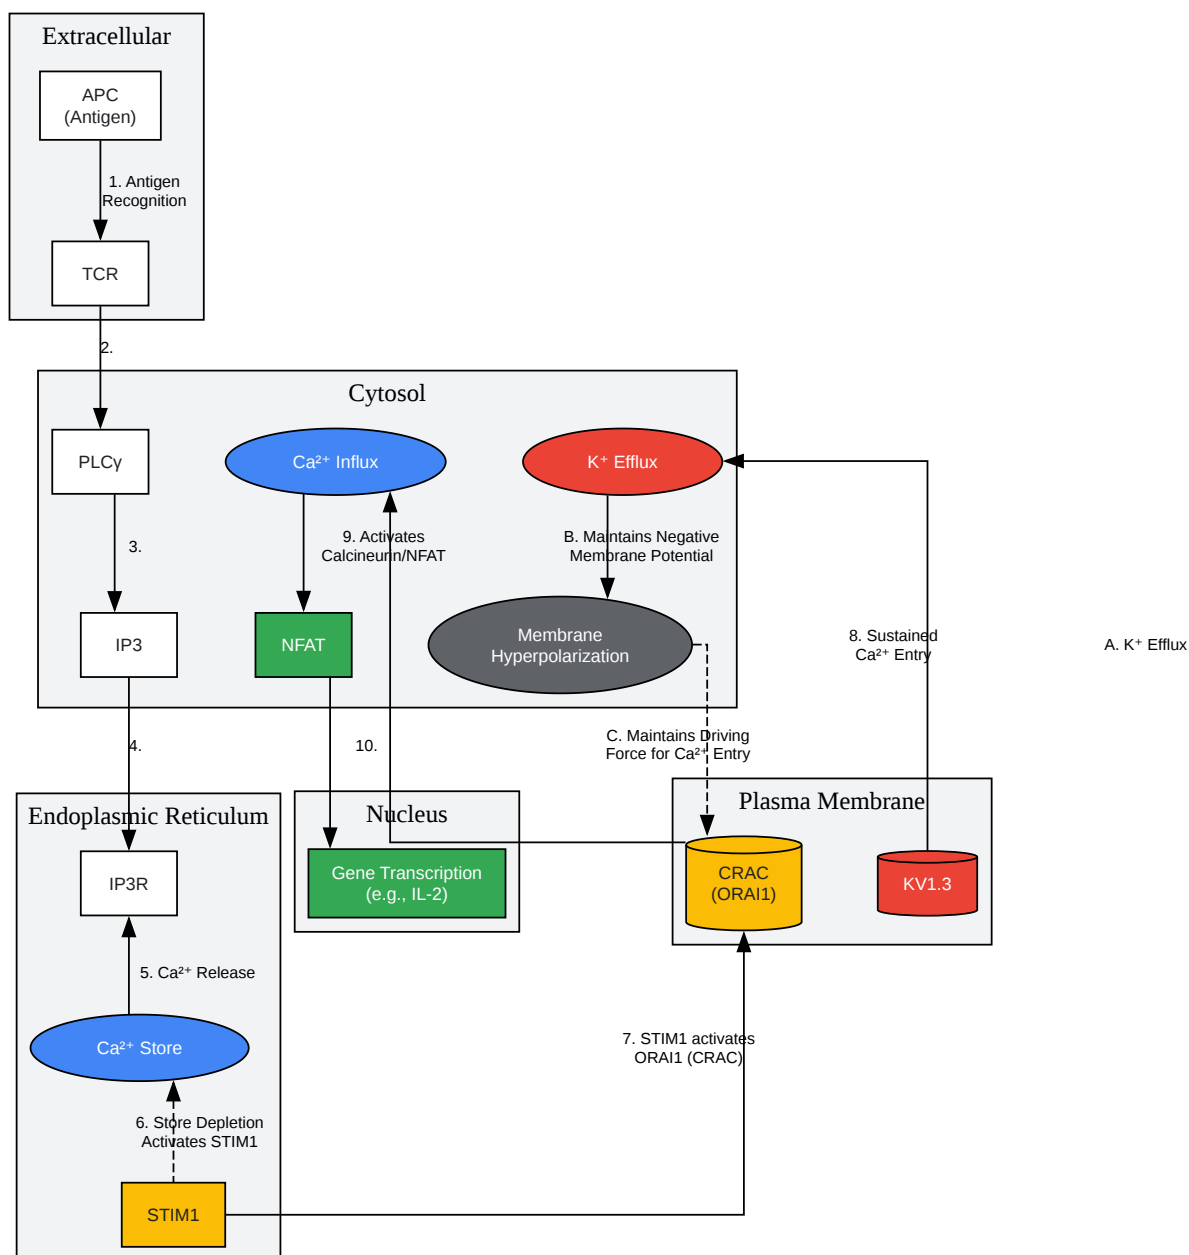 Extracellular
APC
(Antigen)
1. Antigen
Recognition
TCR
2.
Cytosol
PLCγ
Ca²⁺ Influx
K⁺ Efflux
3.
9. Activates
Calcineurin/NFAT
B. Maintains Negative
Membrane Potential
IP3
NFAT
Membrane
Hyperpolarization
8. Sustained
Ca²⁺ Entry
A. K⁺ Efflux
4.
10.
C. Maintains Driving
Force for Ca²⁺ Entry
Endoplasmic Reticulum
Nucleus
Plasma Membrane
IP3R
Gene Transcription
(e.g., IL-2)
CRAC
(ORAI1)
KV1.3
5. Ca²⁺ Release
Ca²⁺ Store
7. STIM1 activates
ORAI1 (CRAC)
6. Store Depletion
Activates STIM1
STIM1